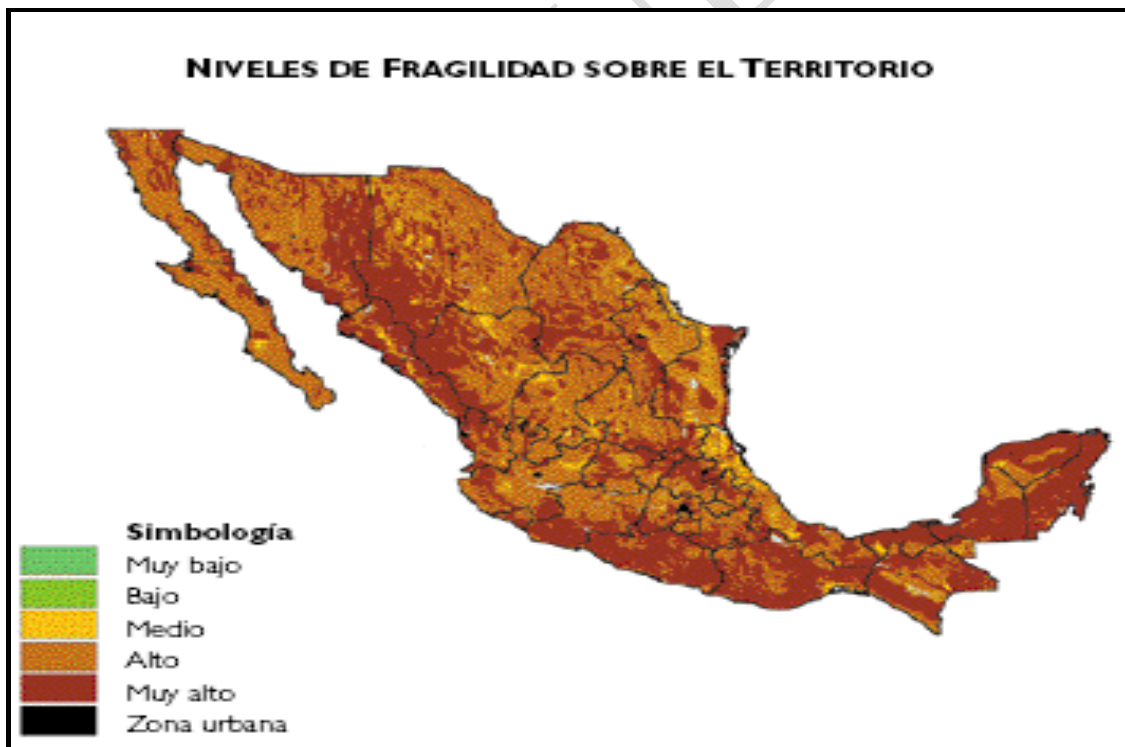 NIVELES DE FRAGILIDAD SOBRE EL TERRITORIO
Simbología
Muy bajo
Bajo
Medio
Alto
Muy alto
Zona urbana